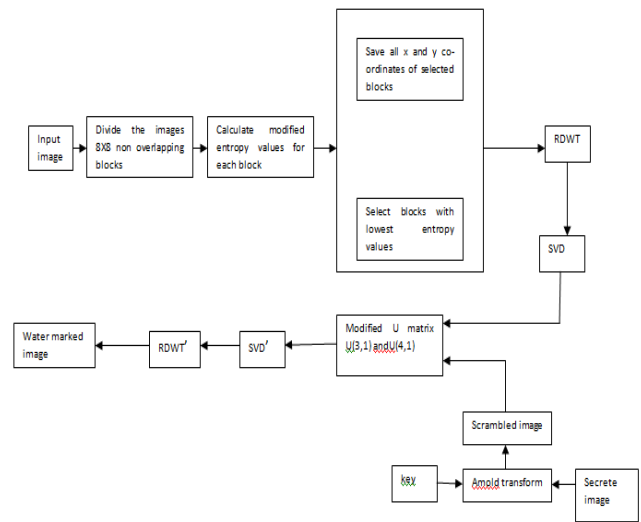 Save all x and y co-
ordinates of selected
blocks
Input
image
Divide the images
8X8 non overlapping
blocks
Calculate modified
entropy values for
each block
RDWT
Select blocks with
lowest entropy
values
SVD
Water marked
image
RDWT'
SVD'
Modified U matrix
U(3,1) andU(4,1)
Scrambled image
key
Arnold transform
Secrete
image